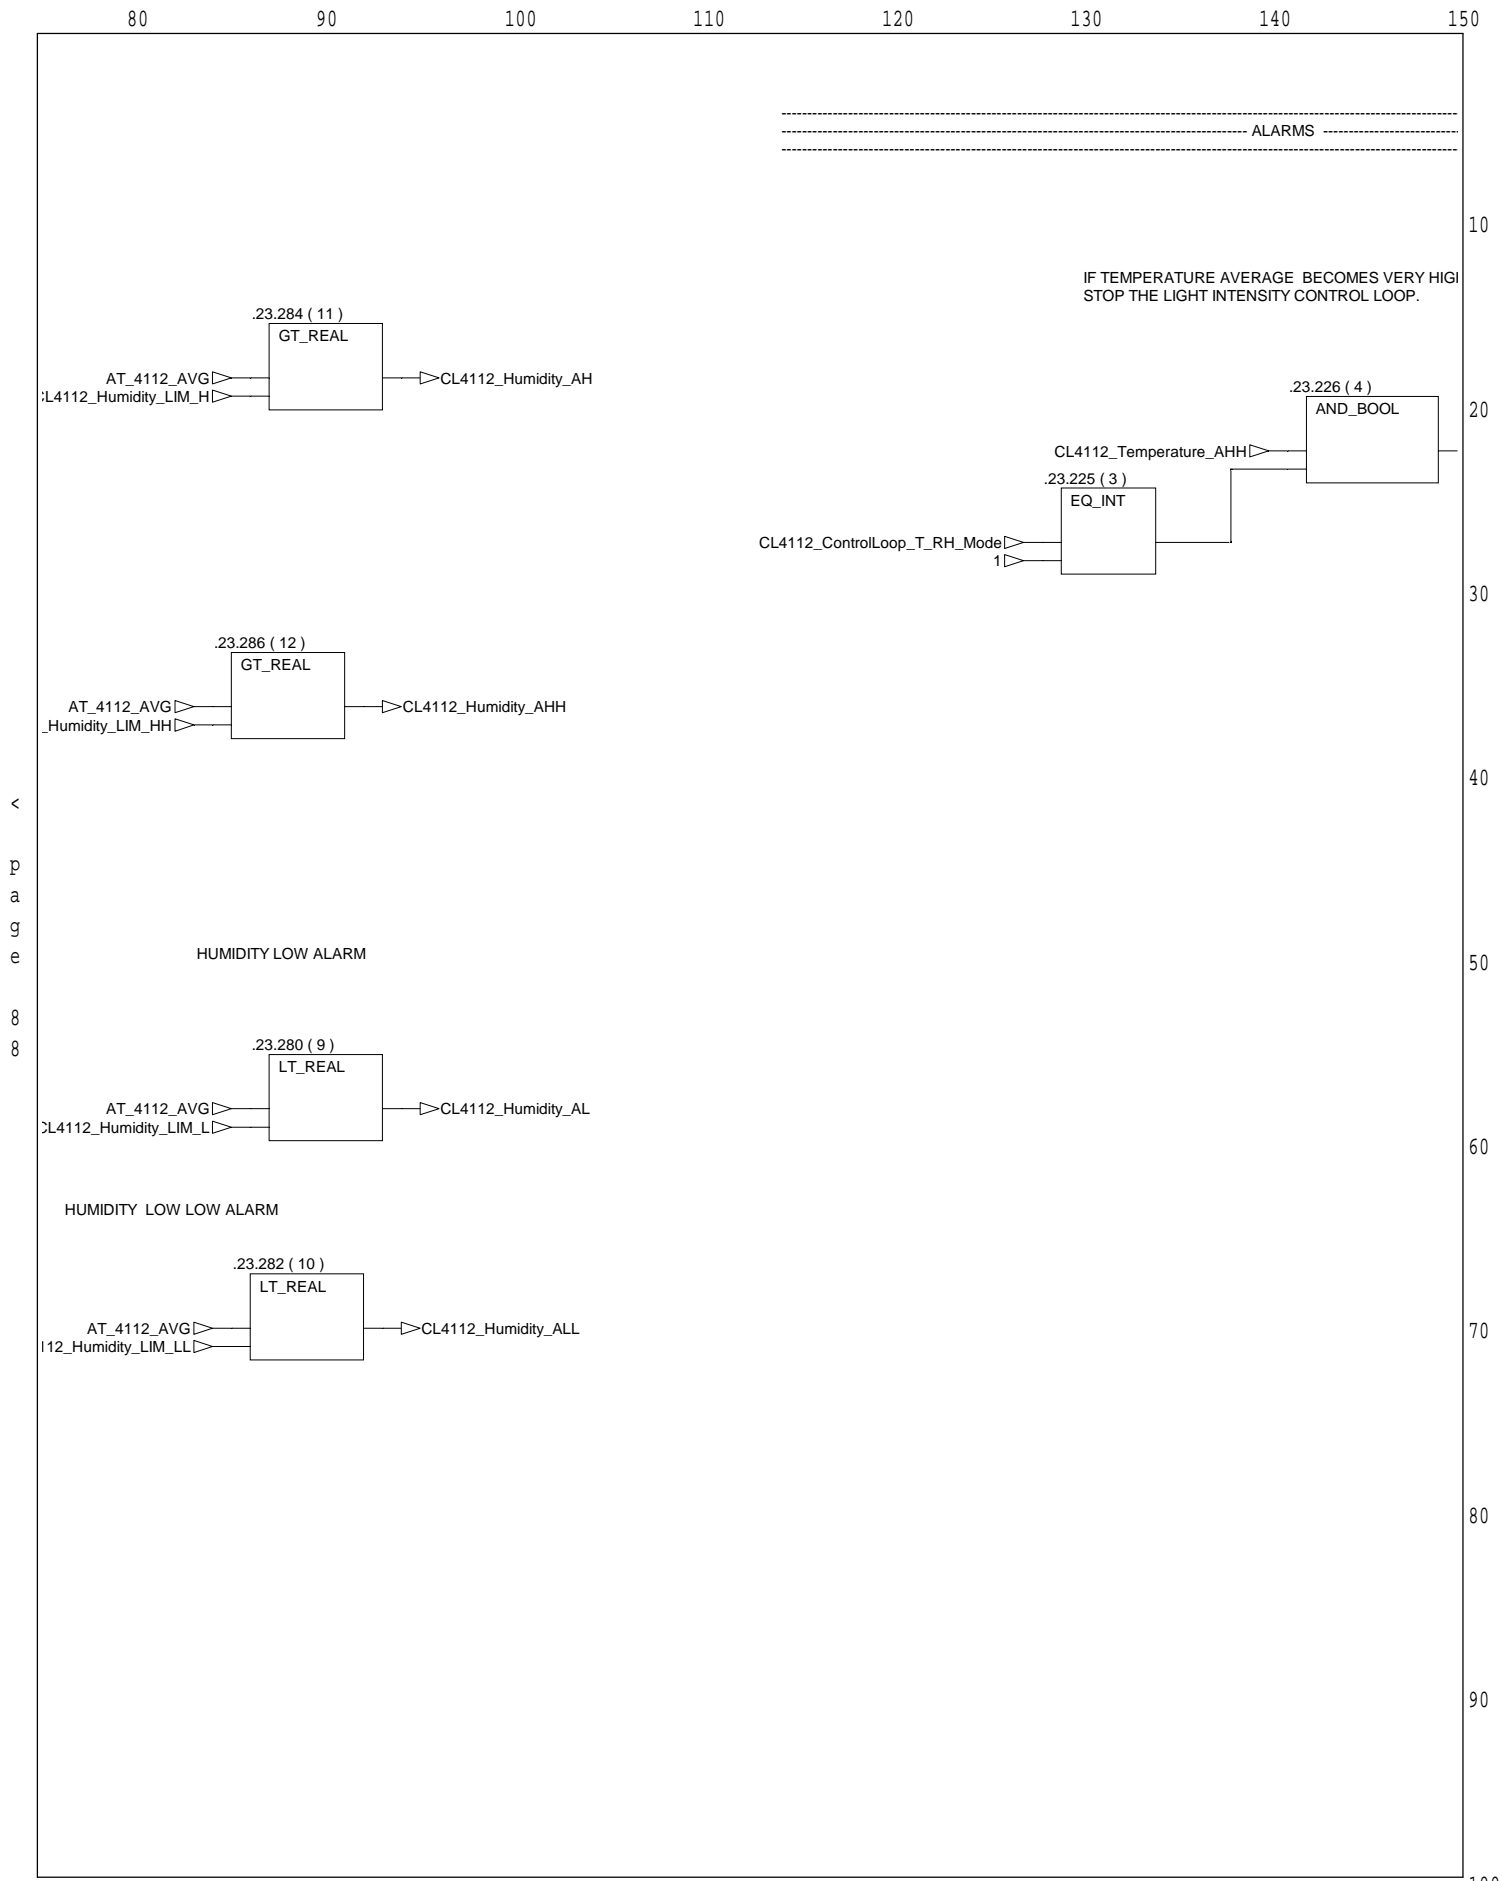 80 90 100 110 120 130 140 150
---------- ALARMS ----------
10
IF TEMPERATURE AVERAGE  BECOMES VERY HIGI
STOP THE LIGHT INTENSITY CONTROL LOOP.
.23.284 ( 11 )
GT_REAL
AT_4112_AVG
CL4112_Humidity_AH
CL4112_Humidity_LIM_H
.23.226 ( 4 )
AND_BOOL
20
CL4112_Temperature_AHH
.23.225 ( 3 )
EQ_INT
CL4112_ControlLoop_T_RH_Mode
1
30
.23.286 ( 12 )
GT_REAL
AT_4112_AVG
CL4112_Humidity_AHH
_Humidity_LIM_HH
40
< page 88
HUMIDITY LOW ALARM
50
.23.280 ( 9 )
LT_REAL
AT_4112_AVG
CL4112_Humidity_AL
CL4112_Humidity_LIM_L
60
HUMIDITY  LOW LOW ALARM
.23.282 ( 10 )
LT_REAL
AT_4112_AVG
CL4112_Humidity_ALL
112_Humidity_LIM_LL
70
80
90